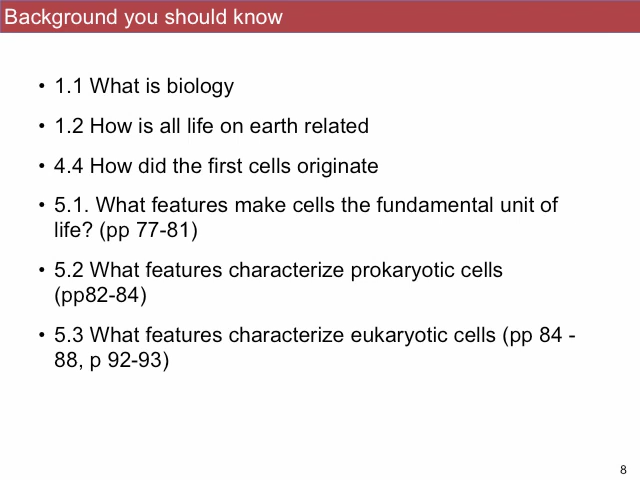 Background you should know
• 1.1 What is biology
• 1.2 How is all life on earth related
• 4.4 How did the first cells originate
• 5.1. What features make cells the fundamental unit of
life? (pp 77-81)
• 5.2 What features characterize prokaryotic cells
(pp82-84)
• 5.3 What features characterize eukaryotic cells (pp 84 -
88, p 92-93)
8